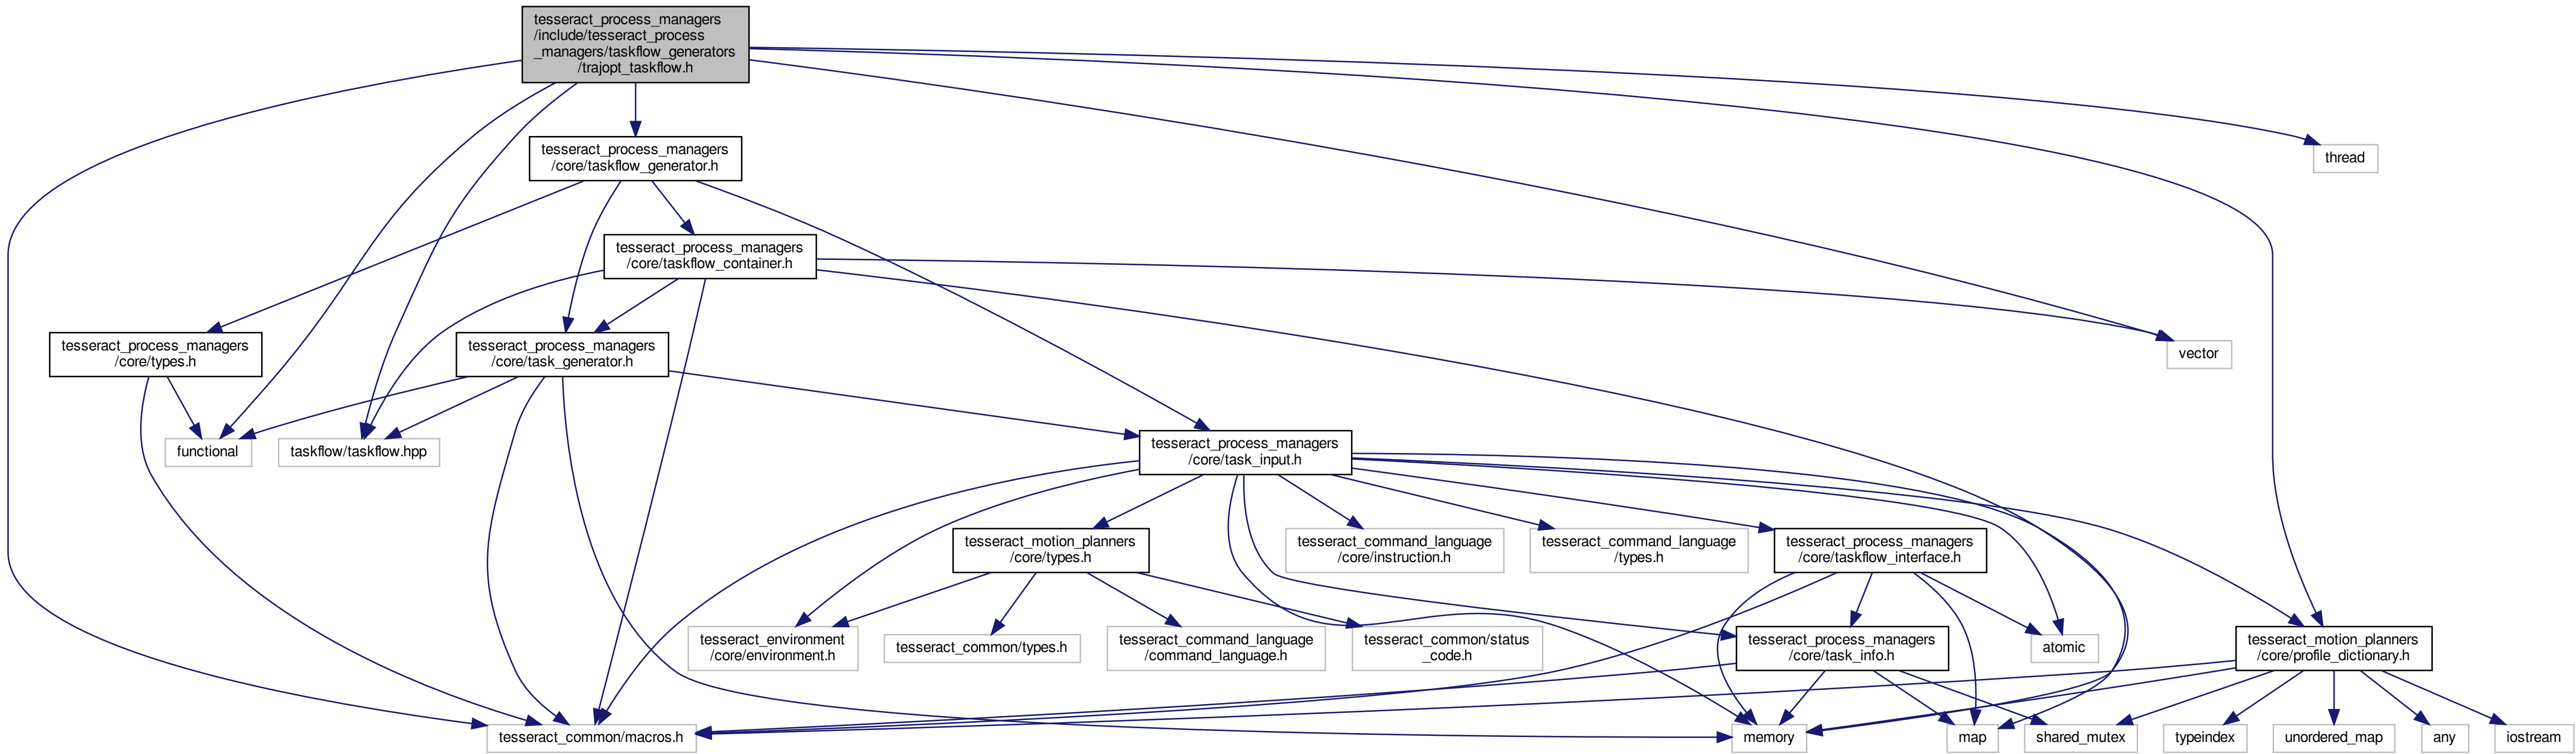 tesseract_process_managers
/include/tesseract_process
_managers/taskflow_generators
/trajopt_taskflow.h
tesseract_process_managers
/core/taskflow_generator.h
thread
tesseract_process_managers
/core/taskflow_container.h
tesseract_process_managers
/core/types.h
tesseract_process_managers
/core/task_generator.h
vector
functional
taskflow/taskflow.hpp
tesseract_process_managers
/core/task_input.h
tesseract_motion_planners
/core/types.h
tesseract_command_language
/core/instruction.h
tesseract_command_language
/types.h
tesseract_process_managers
/core/taskflow_interface.h
tesseract_environment
/core/environment.h
tesseract_common/types.h
tesseract_command_language
/command_language.h
tesseract_common/status
_code.h
tesseract_process_managers
/core/task_info.h
atomic
tesseract_motion_planners
/core/profile_dictionary.h
tesseract_common/macros.h
memory
map
shared_mutex
typeindex
unordered_map
any
iostream